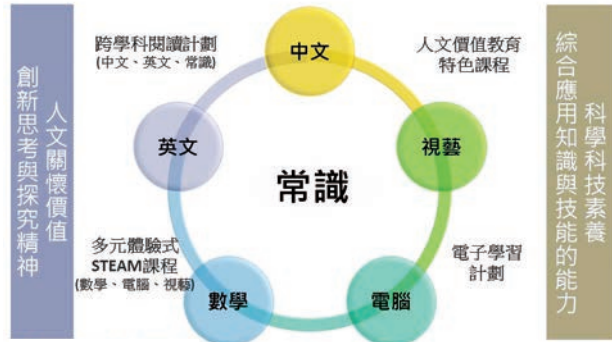 人文關懷價值
創新思考與探究精神
跨學科閱讀計劃
(中文、英文、常識)
中文
人文價值教育
特色課程
英文
常識
視藝
多元體驗式
STEAM課程
(數學、電腦、視藝)
數學
電腦
電子學習
計劃
科學科技素養
綜合應用知識與技能的能力